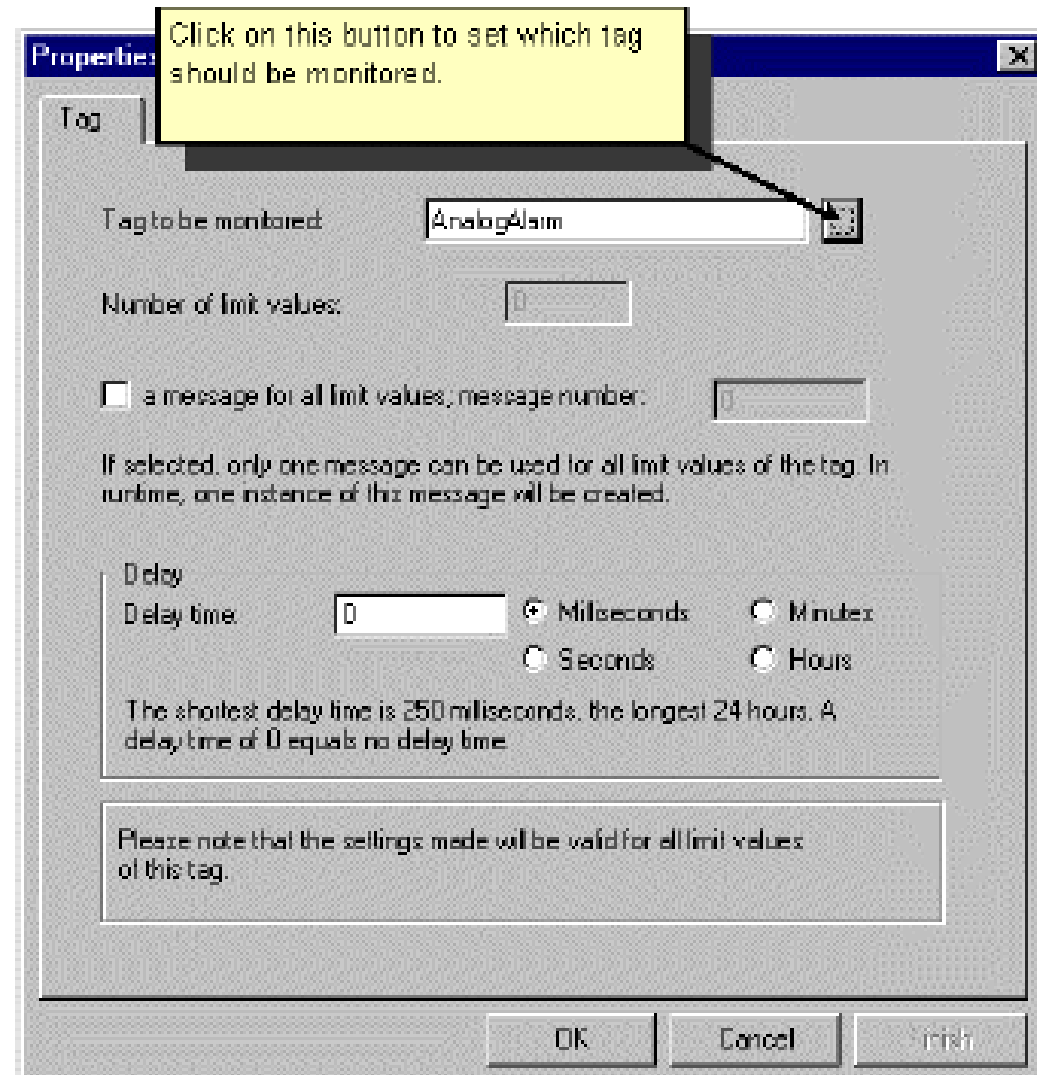 Click on this button to set which tag
should be monitored.
Properties
Tag
Tag to be monitored:
AnalogAlarm
Number of limit values:
0
a message for all limit values, message number:
0
If selected, only one message can be used for all limit values of the tag. In
runtime, one instance of this message will be created.
Delay
Delay time:
0
Milliseconds
Minutes
Seconds
Hours
The shortest delay time is 250 milliseconds, the longest 24 hours. A
delay time of 0 equals no delay time.
Please note that the settings made will be valid for all limit values
of this tag.
OK
Cancel
Finish